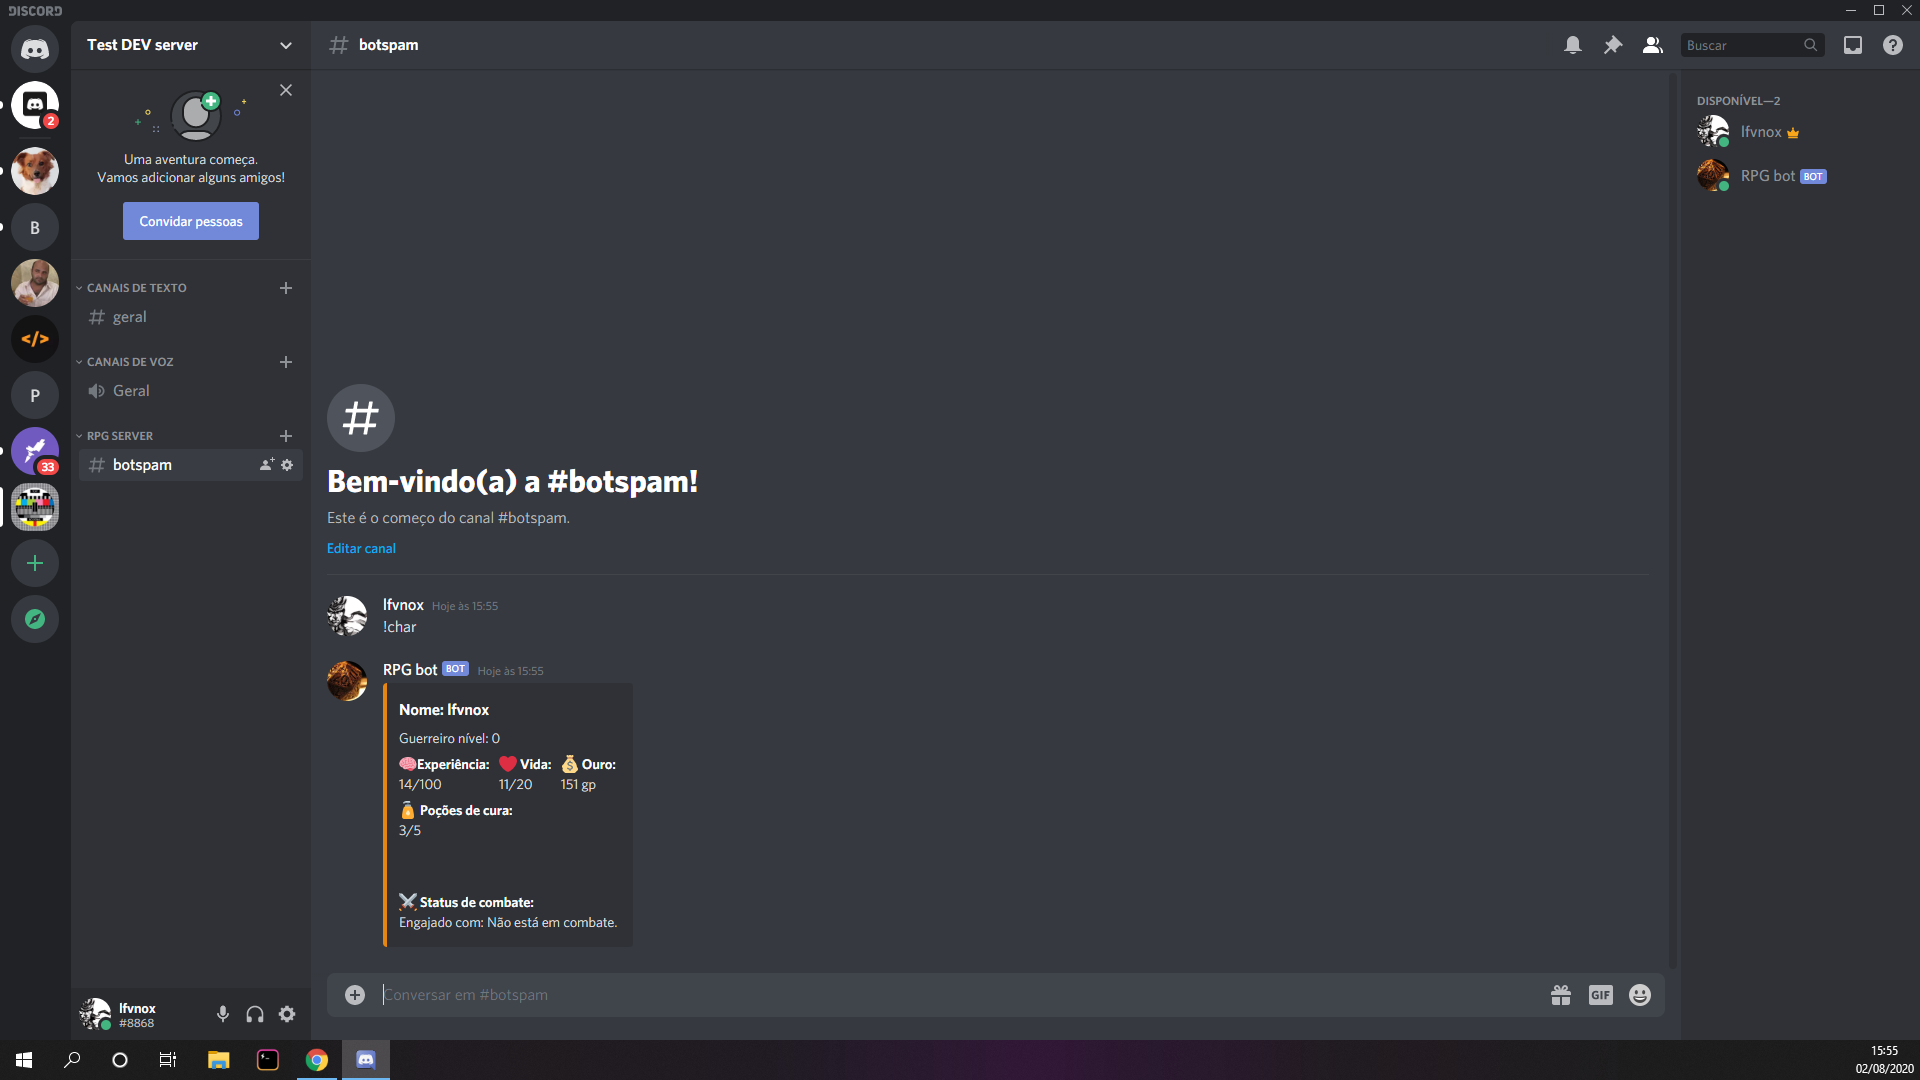 DISCORD
Test DEV server
# botspam
Buscar
2
Uma aventura começa.
Vamos adicionar alguns amigos!
Convidar pessoas
B
</>
P
33
CANAIS DE TEXTO
# geral
CANAIS DE VOZ
Geral
RPG SERVER
# botspam
DISPONÍVEL—2
lfvnox
RPG bot BOT
#
Bem-vindo(a) a #botspam!
Este é o começo do canal #botspam.
Editar canal
lfvnox Hoje às 15:55
!char
RPG bot BOT Hoje às 15:55
Nome: lfvnox
Guerreiro nível: 0
Experiência: Vida: Ouro:
14/100 11/20 151 gp
Poções de cura:
3/5
Status de combate:
Engajado com: Não está em combate.
Conversar em #botspam
GIF
lfvnox
#8868
15:55
02/08/2020